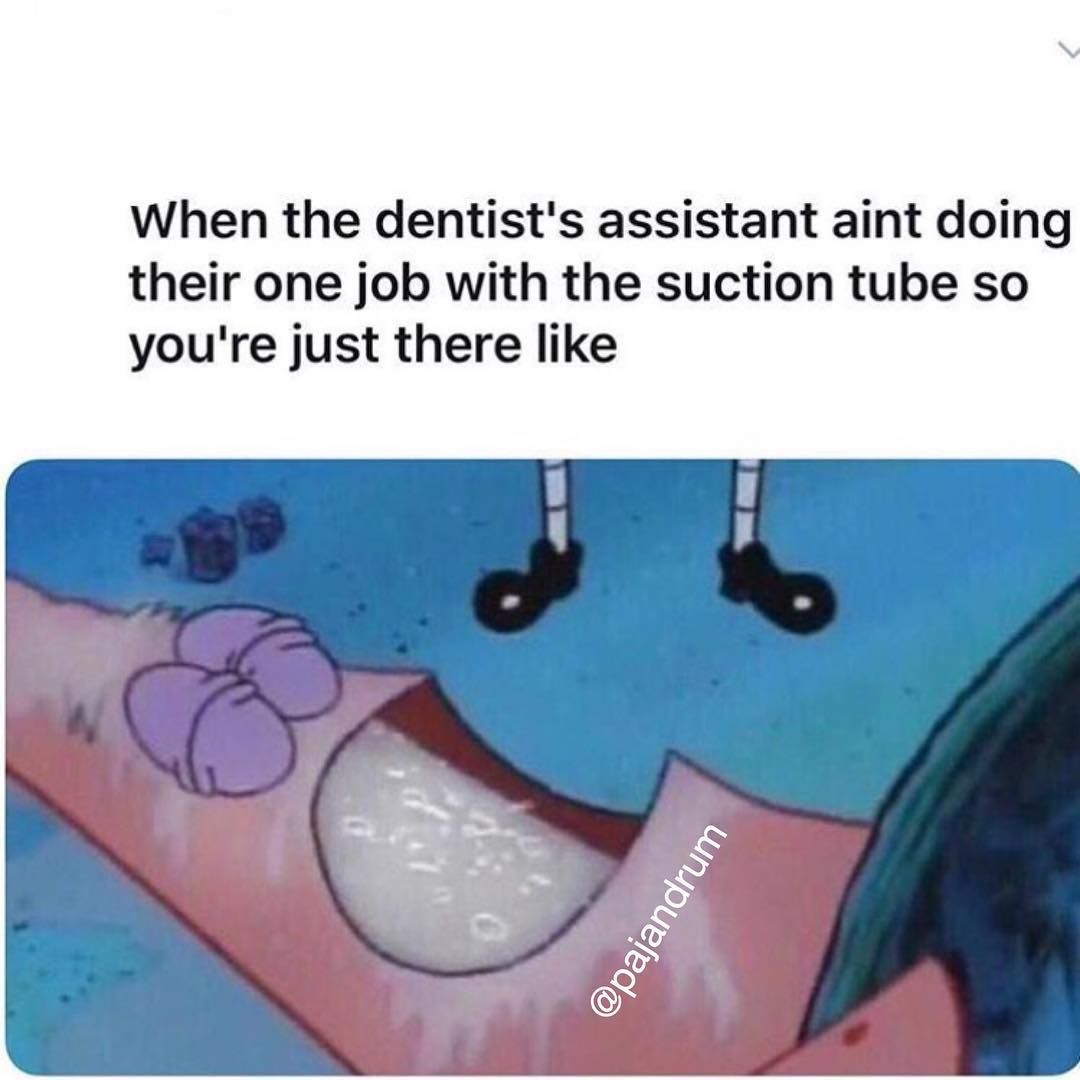 When the dentist's assistant aint doing
their one job with the suction tube so
you're just there like
@pajandrum